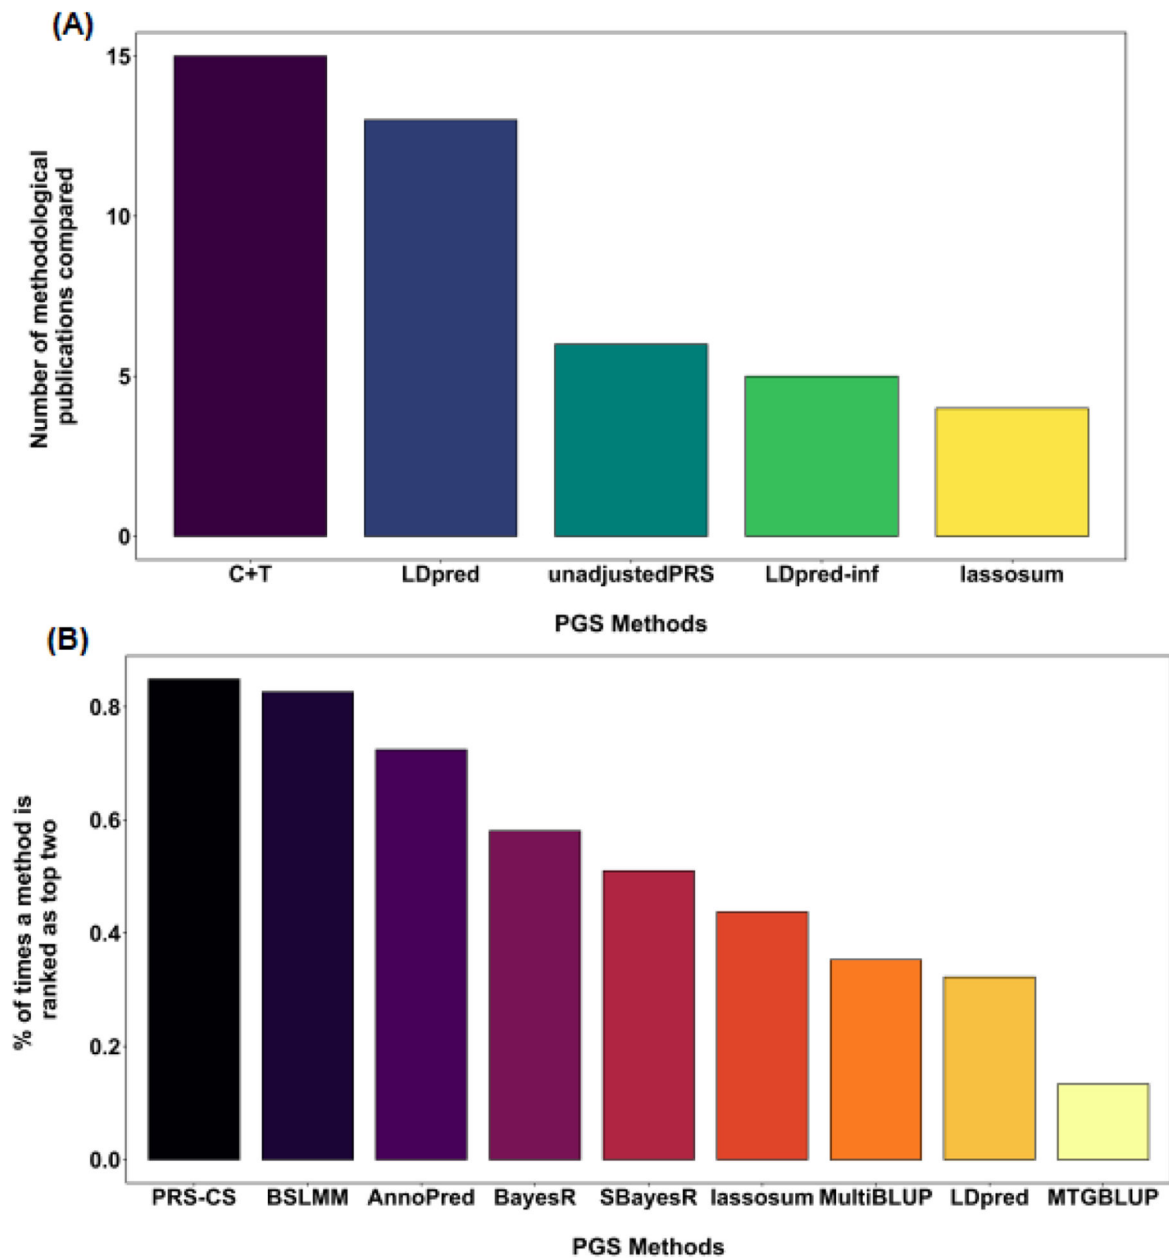 (A)
Number of methodological
publications compared
15
10
5
0
C+T LDpred unadjustedPRS LDpred-inf lassosum
PGS Methods
(B)
% of times a method is
ranked as top two
0.8
0.6
0.4
0.2
0.0
PRS-CS BSLMM AnnoPred BayesR SBayesR lassosum MultiBLUP LDpred MTGBLUP
PGS Methods